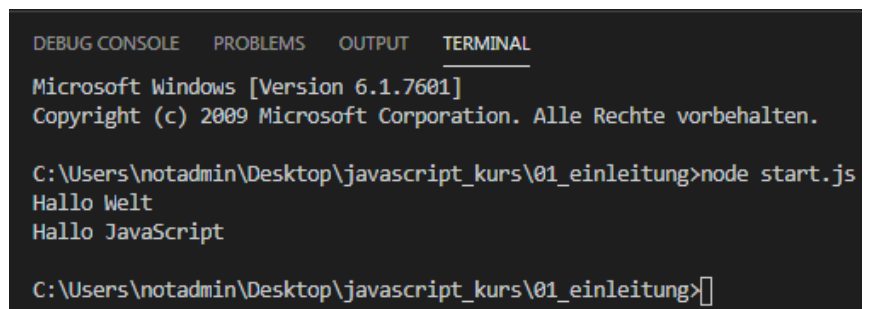 DEBUG CONSOLE PROBLEMS OUTPUT TERMINAL
Microsoft Windows [Version 6.1.7601]
Copyright (c) 2009 Microsoft Corporation. Alle Rechte vorbehalten.
C:\Users\notadmin\Desktop\javascript_kurs\01_einleitung>node start.js
Hallo Welt
Hallo JavaScript
C:\Users\notadmin\Desktop\javascript_kurs\01_einleitung>